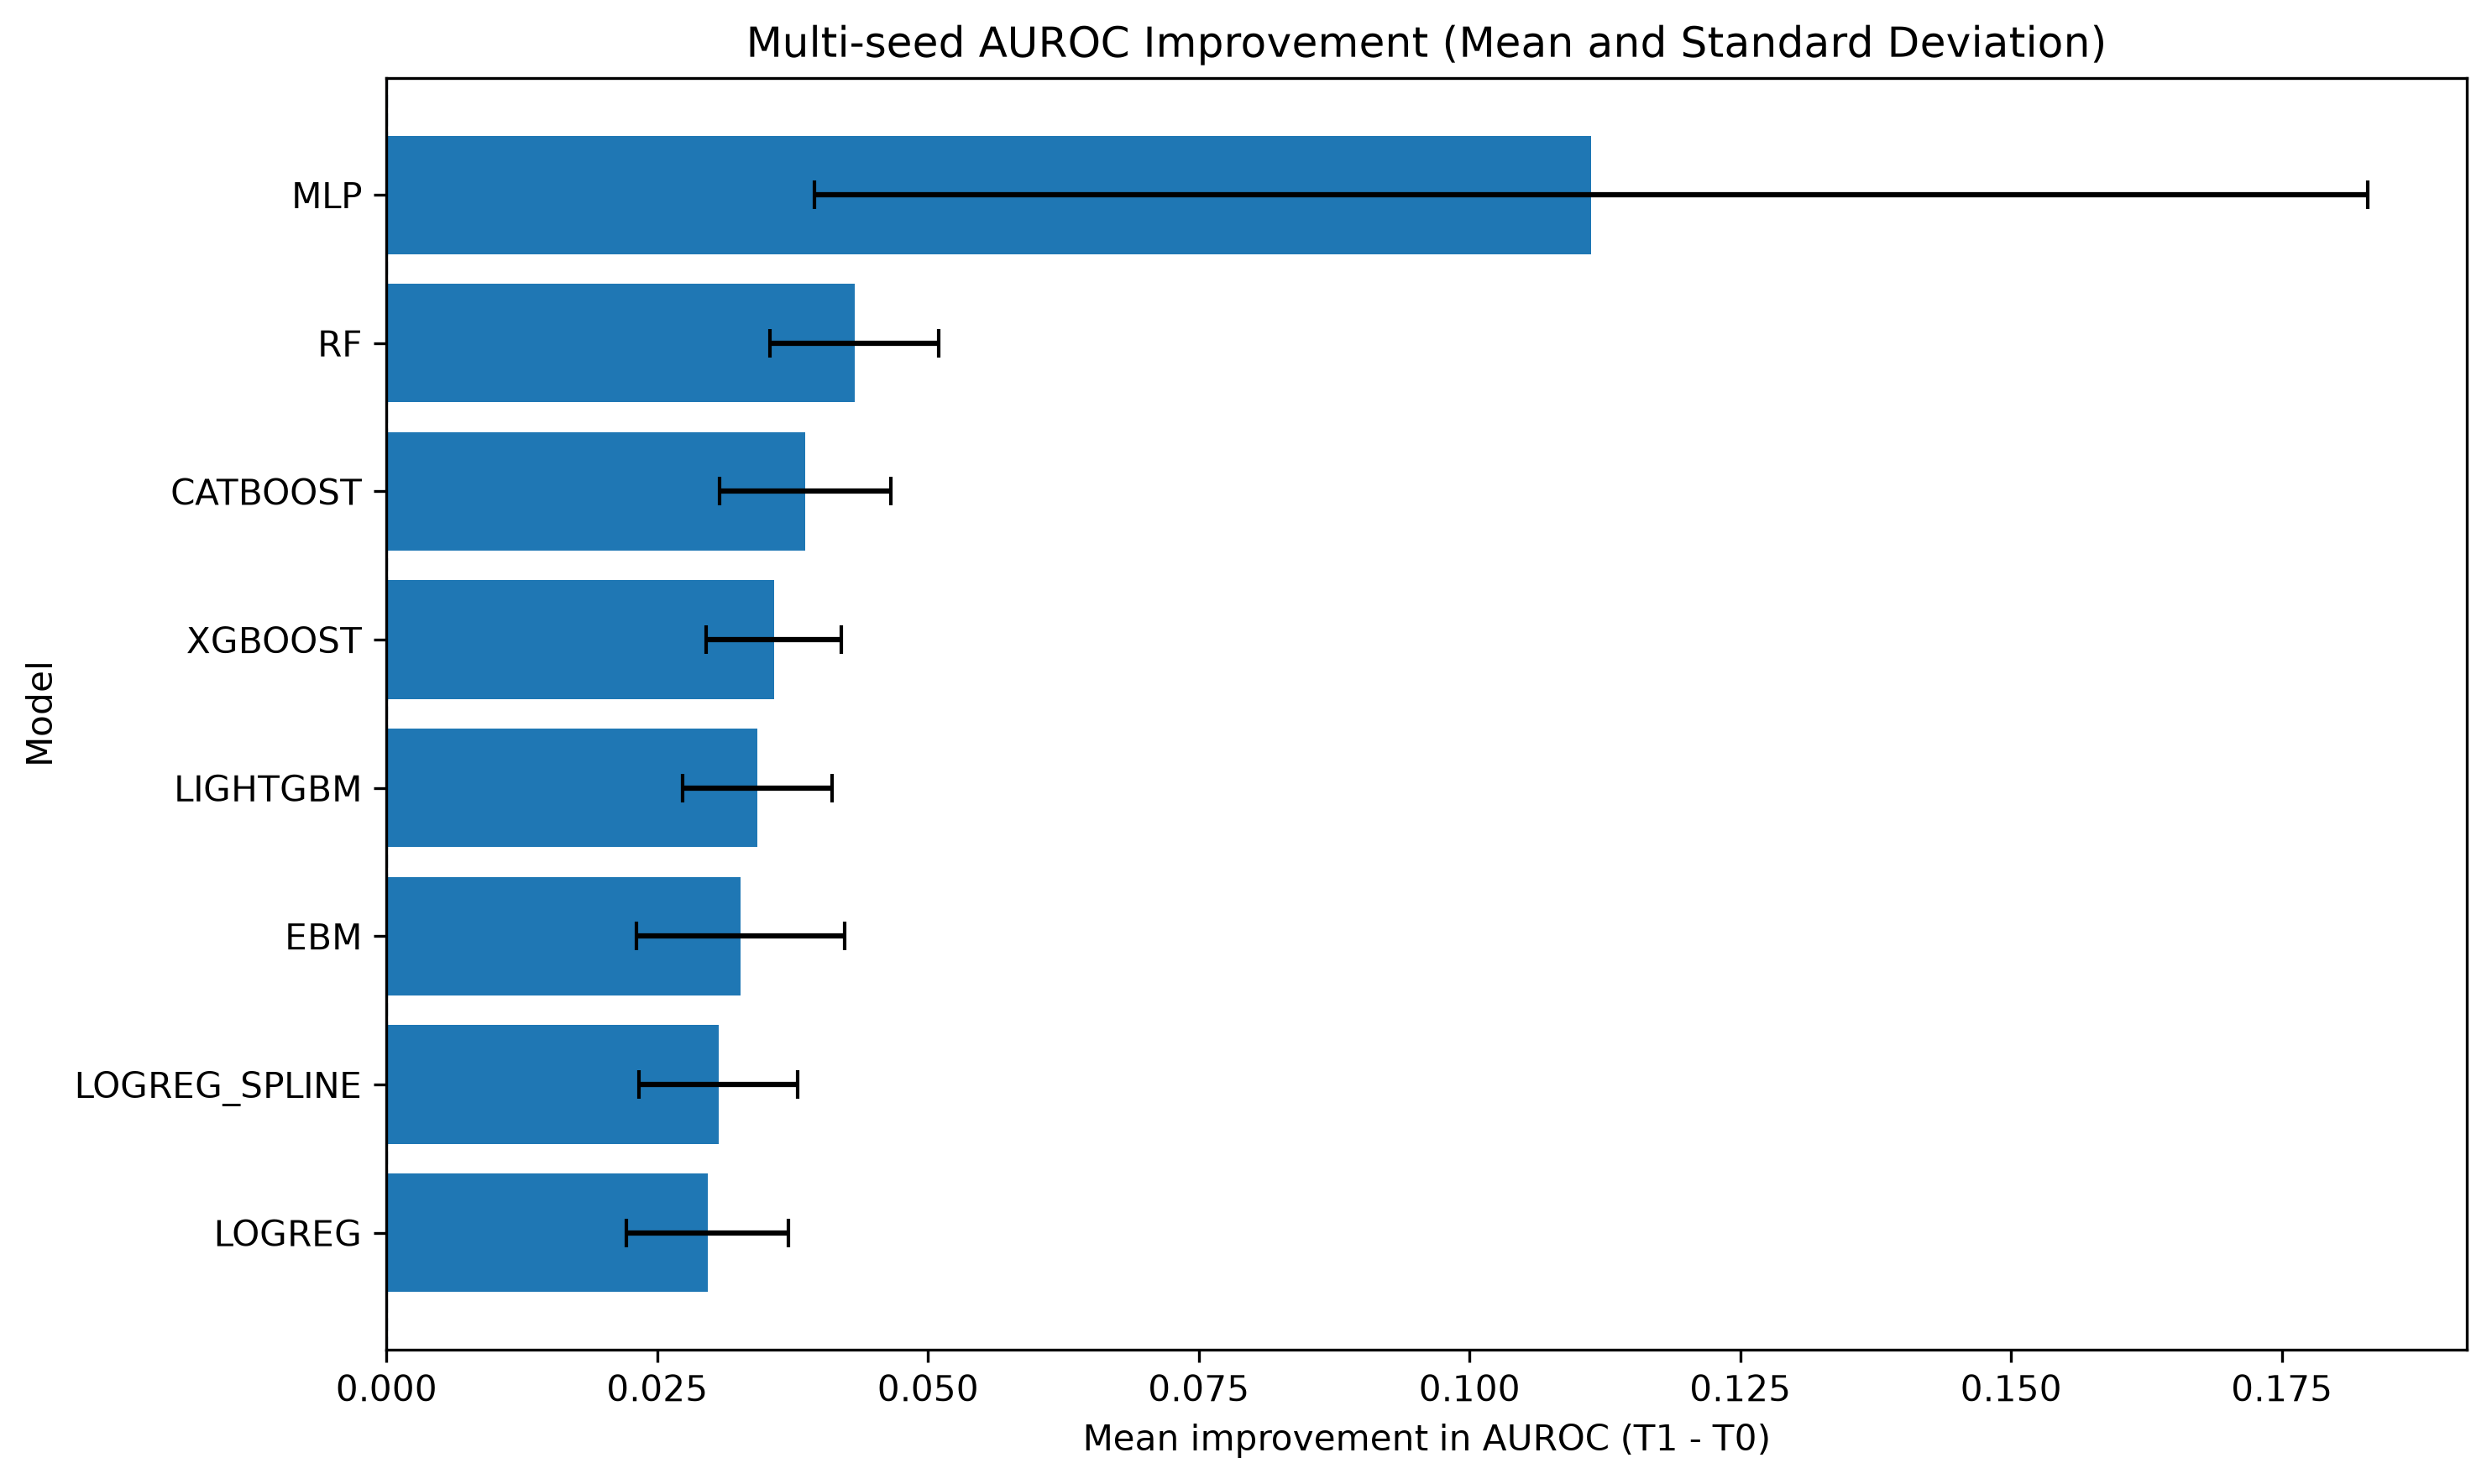 Multi-seed AUROC Improvement (Mean and Standard Deviation)
MLP
RF
CATBOOST
XGBOOST
LIGHTGBM
EBM
LOGREG_SPLINE
LOGREG
Model
0.000 0.025 0.050 0.075 0.100 0.125 0.150 0.175
Mean improvement in AUROC (T1 - T0)